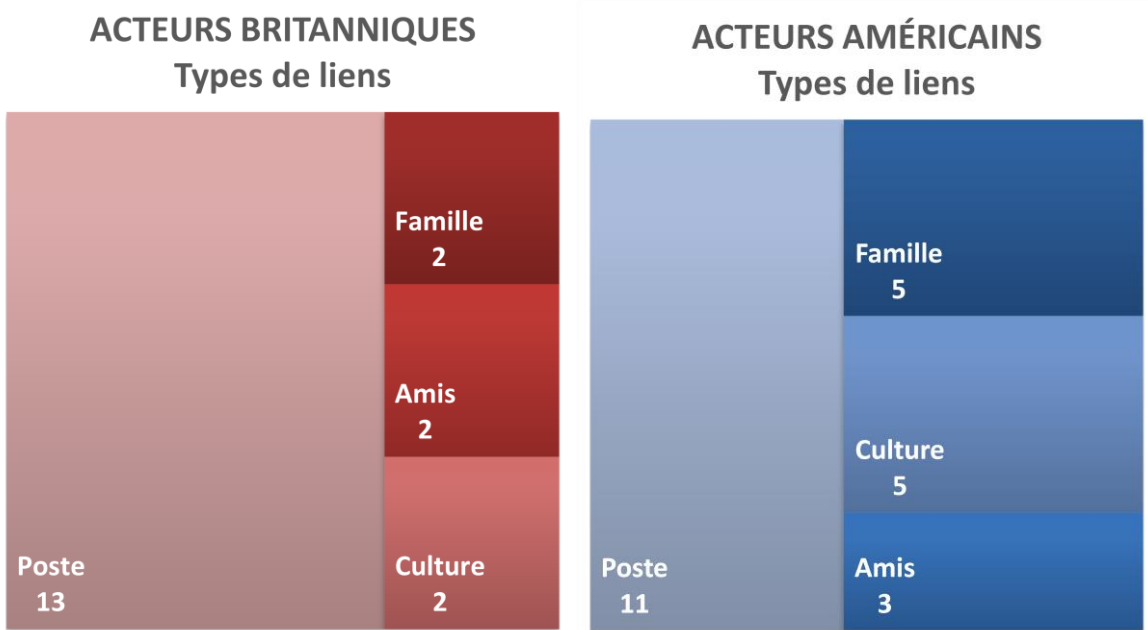 ACTEURS BRITANNIQUES
Types de liens
Famille
2
Amis
2
Poste
13
Culture
2
ACTEURS AMÉRICAINS
Types de liens
Famille
5
Culture
5
Poste
11
Amis
3